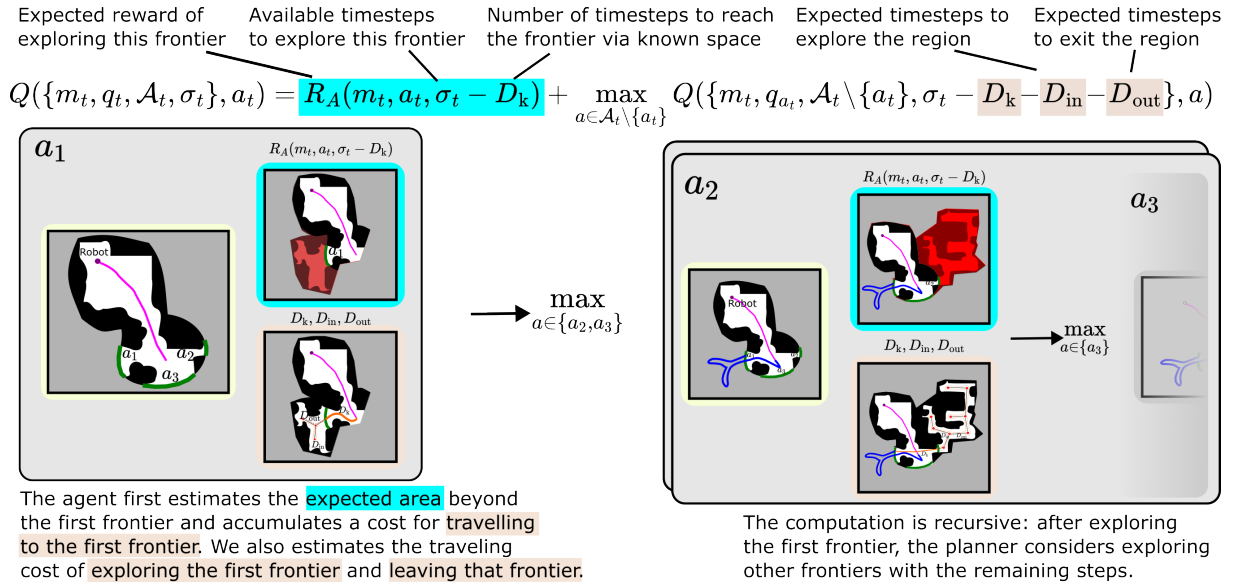 Expected reward of
exploring this frontier
Available timesteps
to explore this frontier
Number of timesteps to reach
the frontier via known space
Expected timesteps to
explore the region
Expected timesteps
to exit the region
Q({m_t, q_t, 𝒜_t, σ_t}, a_t) = R_A(m_t, a_t, σ_t − D_k) + max_{a∈𝒜_t\{a_t}} Q({m_t, q_{a_t}, 𝒜_t\{a_t}, σ_t − D_k − D_in − D_out}, a)
a_1
R_A(m_t, a_t, σ_t − D_k)
a_1
Robot
a_1
a_2
a_3
D_k, D_in, D_out
D_out
D_k
D_in
max
a∈{a_2,a_3}
a_2
R_A(m_t, a_t, σ_t − D_k)
a_3
Robot
a_1
a_3
D_k, D_in, D_out
max
a∈{a_3}
The agent first estimates the expected area beyond
the first frontier and accumulates a cost for travelling
to the first frontier. We also estimates the traveling
cost of exploring the first frontier and leaving that frontier.
The computation is recursive: after exploring
the first frontier, the planner considers exploring
other frontiers with the remaining steps.